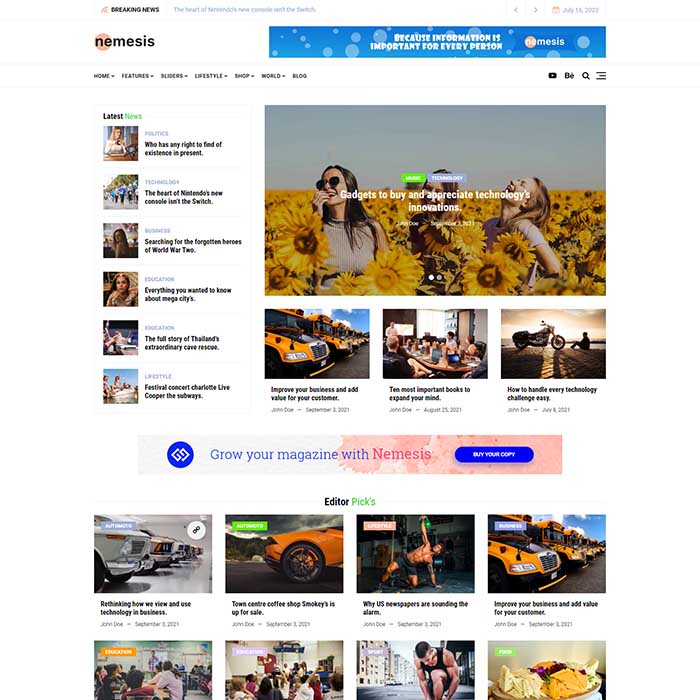 BREAKING NEWS
The heart of Nintendo's new console isn't the Switch.
July 16, 2022
nemesis
BECAUSE INFORMATION IS
IMPORTANT FOR EVERY PERSON
nemesis
HOME FEATURES SLIDERS LIFESTYLE SHOP WORLD BLOG
Bē
Latest News
POLITICS
Who has any right to find of
existence in present.
TECHNOLOGY
The heart of Nintendo's new
console isn't the Switch.
BUSINESS
Searching for the forgotten heroes
of World War Two.
EDUCATION
Everything you wanted to know
about mega city's.
EDUCATION
The full story of Thailand's
extraordinary cave rescue.
LIFESTYLE
Festival concert charlotte Live
Cooper the subways.
MUSIC TECHNOLOGY
Gadgets to buy and appreciate technology's
innovations.
John Doe — September 3, 2021
Improve your business and add
value for your customer.
John Doe — September 3, 2021
Ten most important books to
expand your mind.
John Doe — August 25, 2021
How to handle every technology
challenge easy.
John Doe — July 8, 2021
Grow your magazine with Nemesis
BUY YOUR COPY
Editor Pick's
AUTOMOTO
Rethinking how we view and use
technology in business.
John Doe — September 3, 2021
AUTOMOTO
Town centre coffee shop Smokey's is
up for sale.
John Doe — September 3, 2021
LIFESTYLE
Why US newspapers are sounding the
alarm.
John Doe — September 3, 2021
BUSINESS
Improve your business and add value
for your customer.
John Doe — September 3, 2021
EDUCATION
EDUCATION
SPORT
FOOD